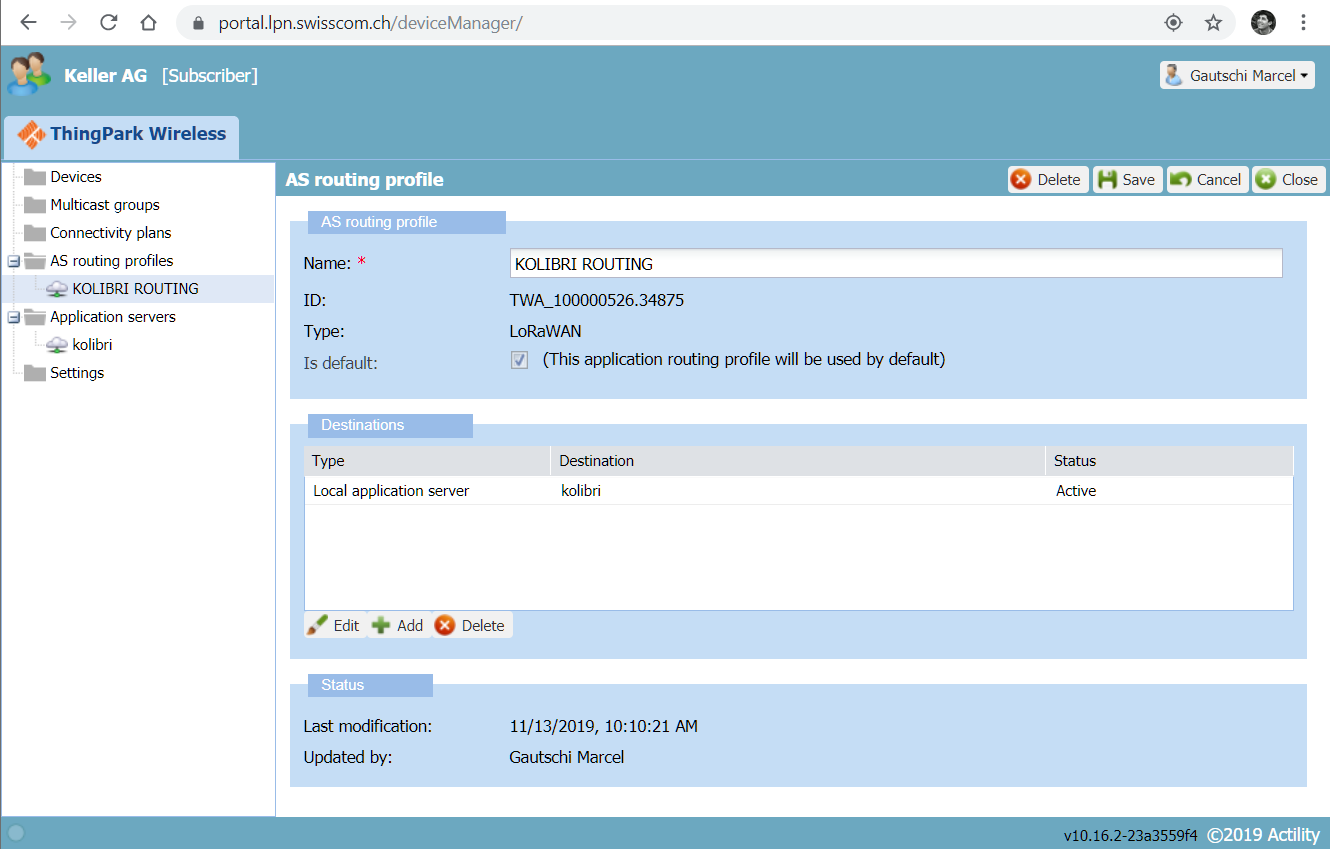 portal.lpn.swisscom.ch/deviceManager/
Keller AG [Subscriber]
Gautschi Marcel
ThingPark Wireless
Devices
Multicast groups
Connectivity plans
AS routing profiles
KOLIBRI ROUTING
Application servers
kolibri
Settings
AS routing profile
Delete Save Cancel Close
AS routing profile
Name: * KOLIBRI ROUTING
ID: TWA_100000526.34875
Type: LoRaWAN
Is default: (This application routing profile will be used by default)
Destinations
Type Destination Status
Local application server kolibri Active
Edit Add Delete
Status
Last modification: 11/13/2019, 10:10:21 AM
Updated by: Gautschi Marcel
v10.16.2-23a3559f4 ©2019 Actility